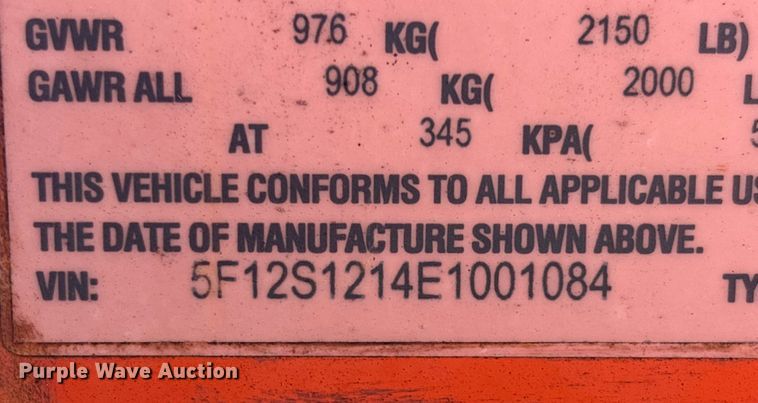 GVWR 976 KG( 2150 LB)
GAWR ALL 908 KG( 2000 L
AT 345 KPA( 5
THIS VEHICLE CONFORMS TO ALL APPLICABLE US
THE DATE OF MANUFACTURE SHOWN ABOVE.
VIN: 5F12S1214E1001084 TY
Purple Wave Auction